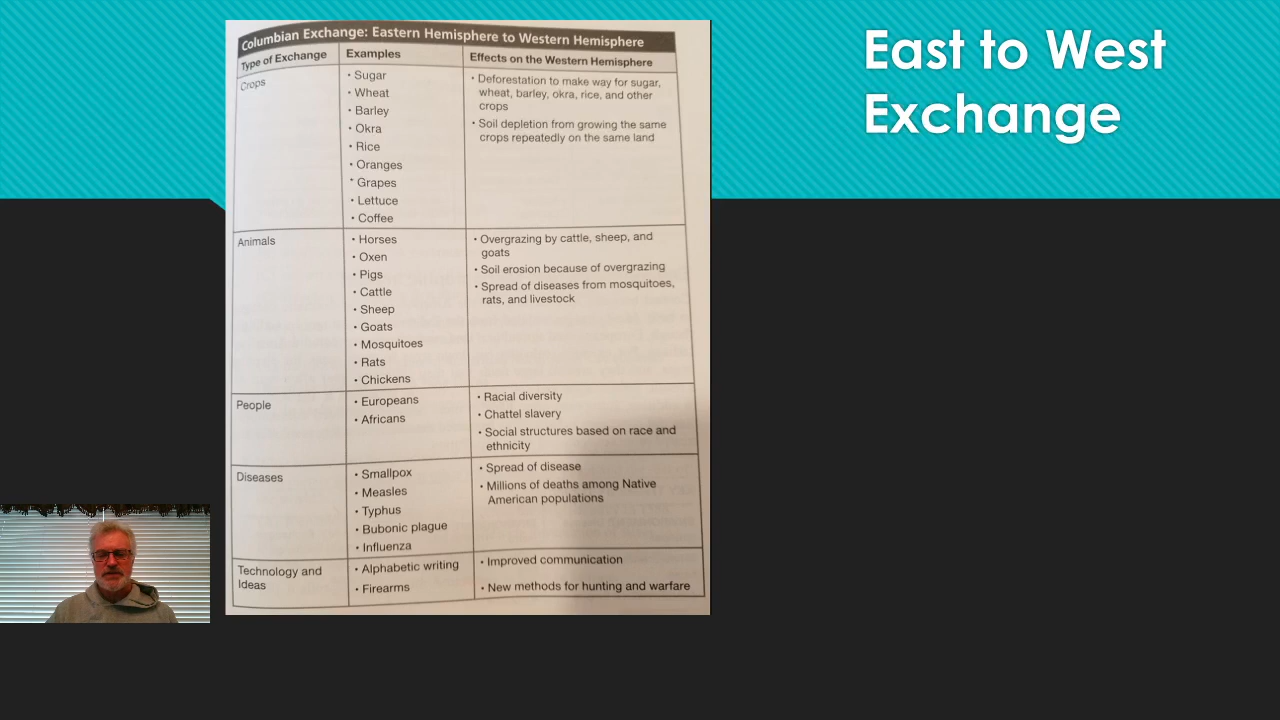 East to West
Exchange
Columbian Exchange: Eastern Hemisphere to Western Hemisphere
Type of Exchange Examples Effects on the Western Hemisphere
Crops
• Sugar
• Wheat
• Barley
• Okra
• Rice
• Oranges
• Grapes
• Lettuce
• Coffee
• Deforestation to make way for sugar,
wheat, barley, okra, rice, and other
crops
• Soil depletion from growing the same
crops repeatedly on the same land
Animals
• Horses
• Oxen
• Pigs
• Cattle
• Sheep
• Goats
• Mosquitoes
• Rats
• Chickens
• Overgrazing by cattle, sheep, and
goats
• Soil erosion because of overgrazing
• Spread of diseases from mosquitoes,
rats, and livestock
People
• Europeans
• Africans
• Racial diversity
• Chattel slavery
• Social structures based on race and
ethnicity
Diseases
• Smallpox
• Measles
• Typhus
• Bubonic plague
• Influenza
• Spread of disease
• Millions of deaths among Native
American populations
Technology and
Ideas
• Alphabetic writing
• Firearms
• Improved communication
• New methods for hunting and warfare